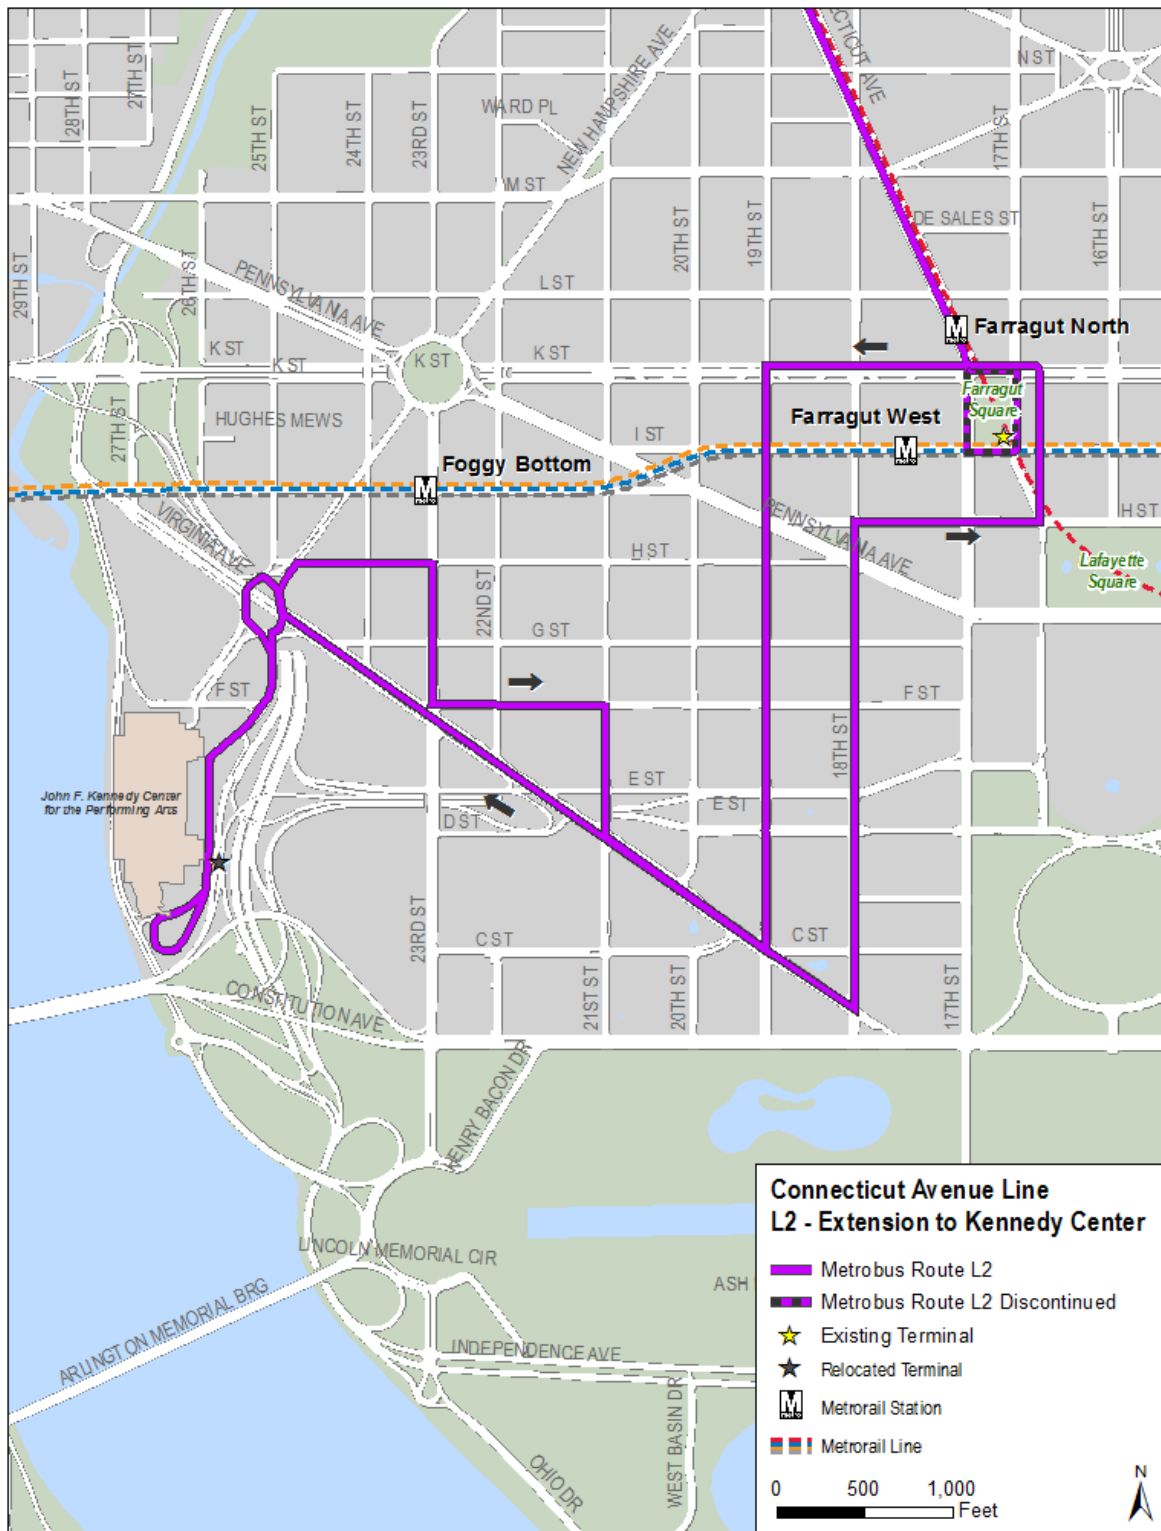 CONNECTICUT AVE
N ST
27TH ST
28TH ST
25TH ST
24TH ST
23RD ST
WARD PL
NEW HAMPSHIRE AVE
17TH ST
M ST
DE SALES ST
20TH ST
19TH ST
16TH ST
29TH ST
26TH ST
PENNSYLVANIA AVE
L ST
Farragut North
K ST
K ST
K ST
K ST
Farragut
Square
27TH ST
HUGHES MEWS
I ST
Farragut West
Foggy Bottom
VIRGINIA AVE
PENNSYLVANIA AVE
H ST
H ST
Lafayette
Square
22ND ST
G ST
F ST
F ST
18TH ST
E ST
E ST
John F. Kennedy Center
for the Performing Arts
D ST
23RD ST
C ST
C ST
21ST ST
20TH ST
17TH ST
CONSTITUTION AVE
HENRY BACON DR
LINCOLN MEMORIAL CIR
ARLINGTON MEMORIAL BRG
ASH
INDEPENDENCE AVE
WEST BASIN DR
OHIO DR
Connecticut Avenue Line
L2 - Extension to Kennedy Center
Metrobus Route L2
Metrobus Route L2 Discontinued
Existing Terminal
Relocated Terminal
M metro Metrorail Station
Metrorail Line
N
0 500 1,000
Feet